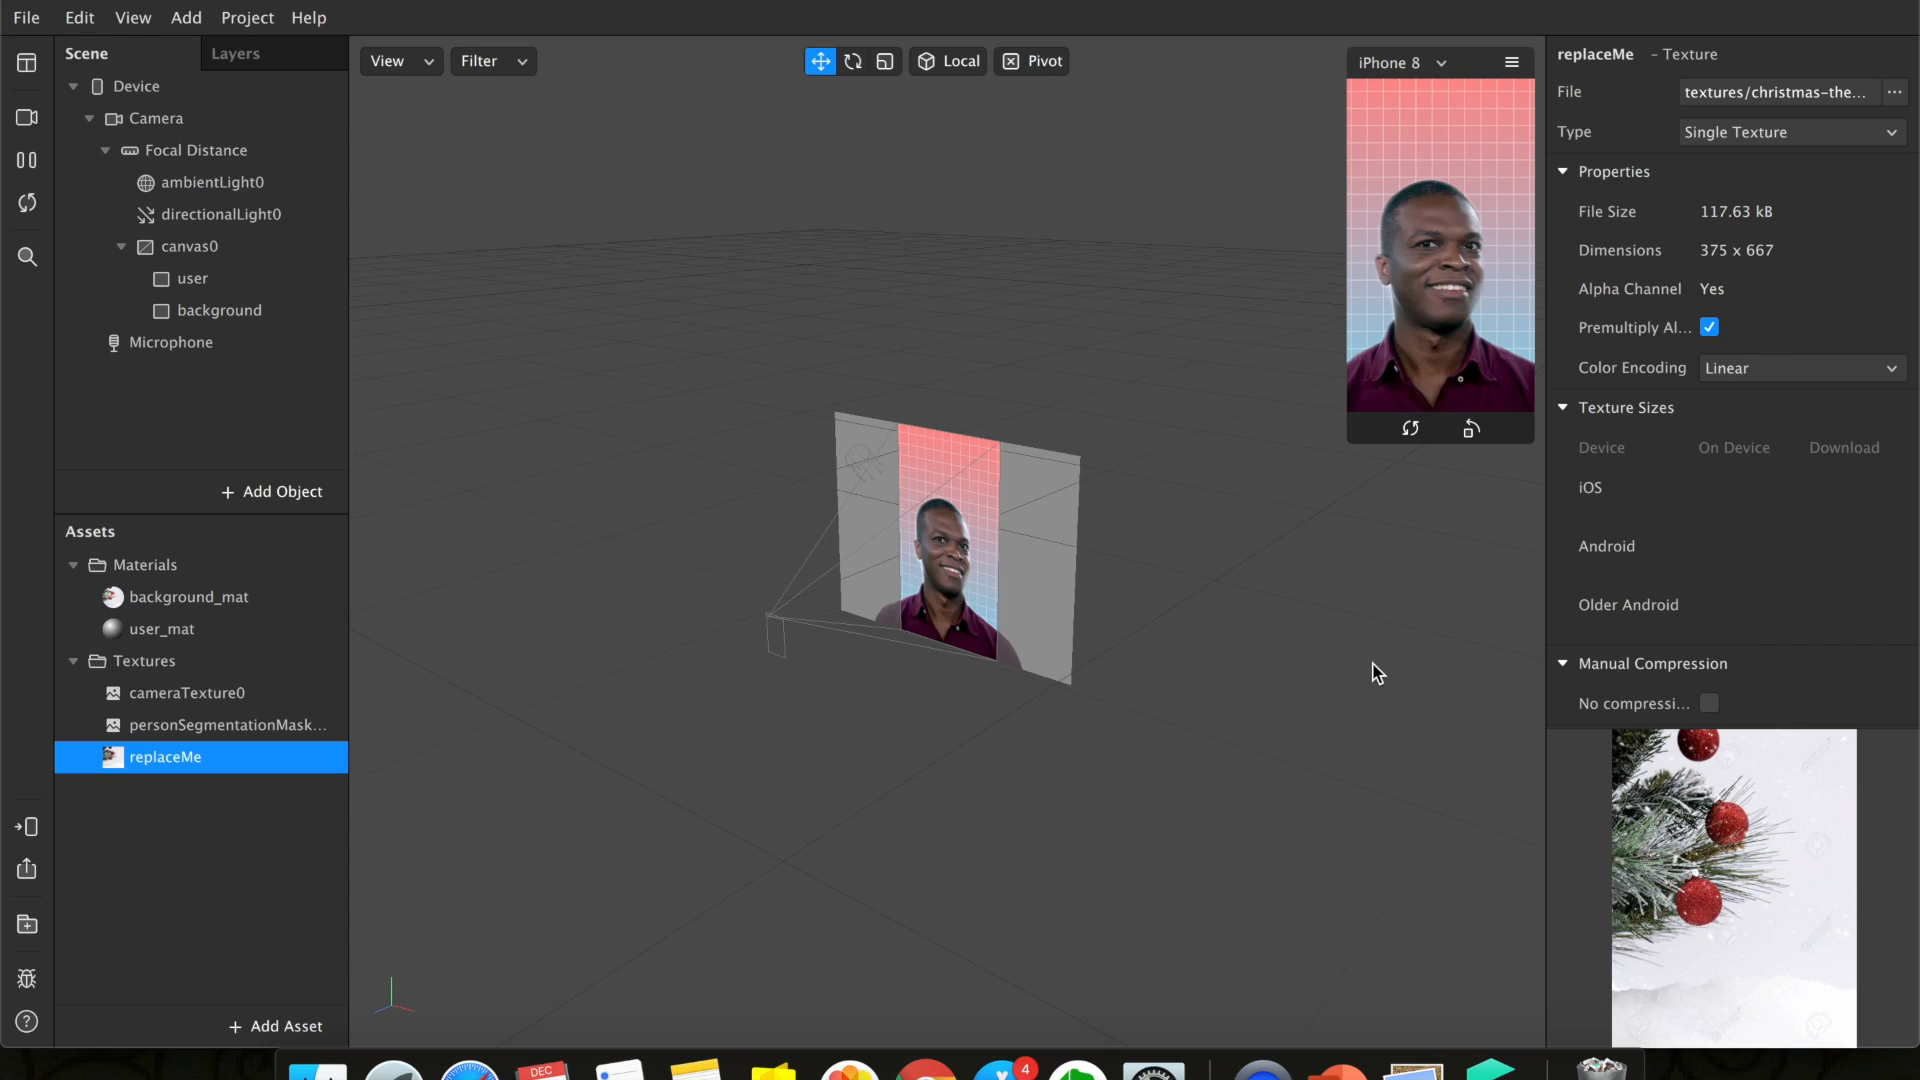 File Edit View Add Project Help
Scene Layers
Device
Camera
Focal Distance
ambientLight0
directionalLight0
canvas0
user
background
Microphone
+ Add Object
Assets
Materials
background_mat
user_mat
Textures
cameraTexture0
personSegmentationMask...
replaceMe
+ Add Asset
View Filter
Local Pivot
iPhone 8
replaceMe - Texture
File textures/christmas-the... ...
Type Single Texture
Properties
File Size 117.63 kB
Dimensions 375 x 667
Alpha Channel Yes
Premultiply Al...
Color Encoding Linear
Texture Sizes
Device On Device Download
iOS
Android
Older Android
Manual Compression
No compressi...
DEC
4